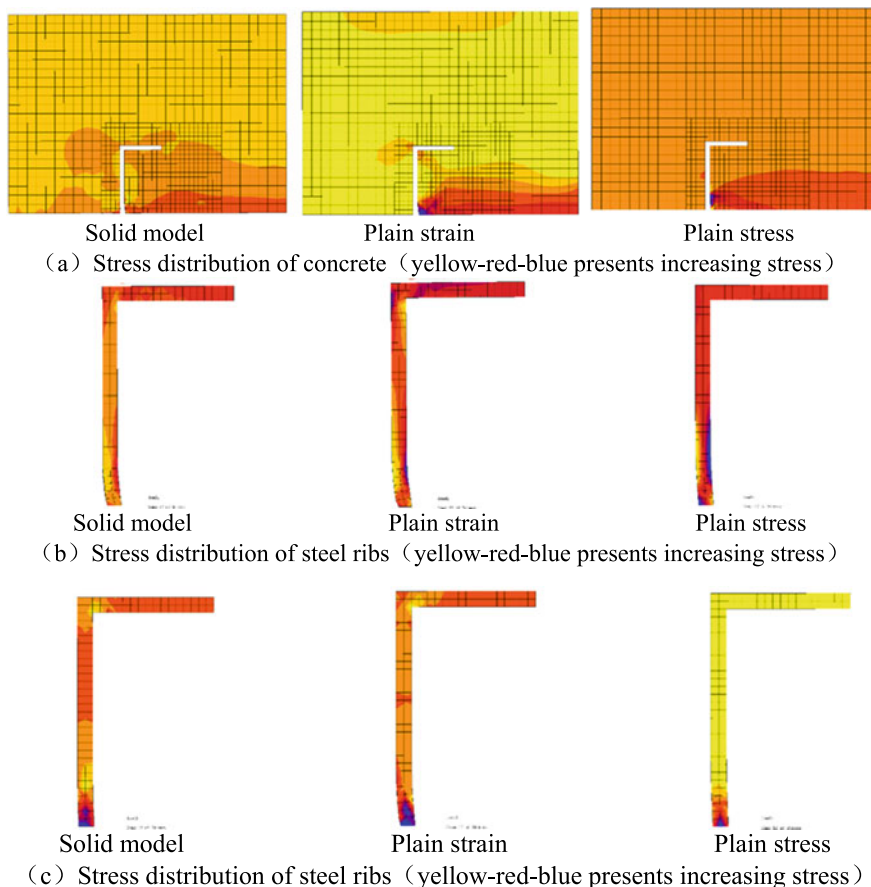 Solid model Plain strain Plain stress
（a）Stress distribution of concrete（yellow-red-blue presents increasing stress）
Solid model Plain strain Plain stress
（b）Stress distribution of steel ribs（yellow-red-blue presents increasing stress）
Solid model Plain strain Plain stress
（c）Stress distribution of steel ribs（yellow-red-blue presents increasing stress）